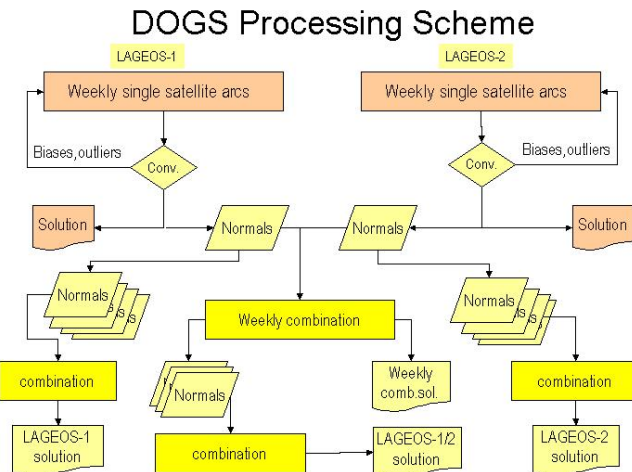 DOGS Processing Scheme
LAGEOS-1
LAGEOS-2
Weekly single satellite arcs
Weekly single satellite arcs
Biases,outliers
Conv.
Conv.
Biases,outliers
Solution
Normals
Normals
Solution
Normals
Weekly combination
Normals
combination
Normals
Weekly
comb.sol.
combination
LAGEOS-1
solution
combination
LAGEOS-1/2
solution
LAGEOS-2
solution